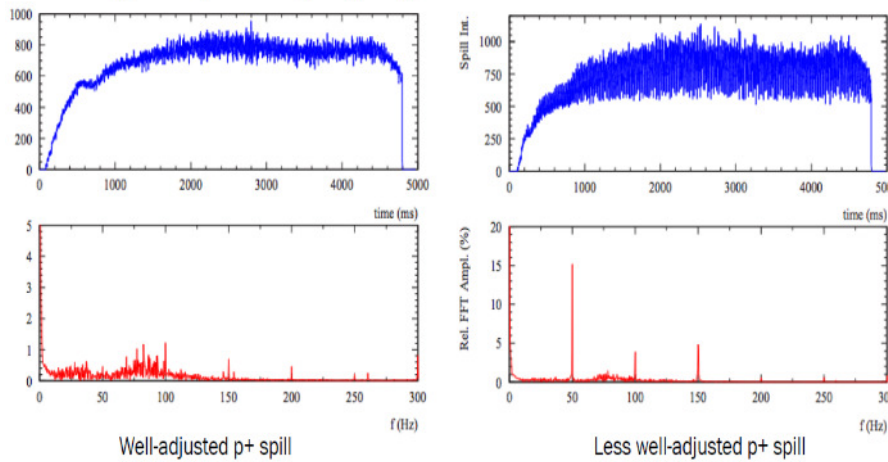 1000
800
600
400
200
0
0 1000 2000 3000 4000 5000
time (ms)
Spill Int.
1000
750
500
250
0
0 1000 2000 3000 4000 5000
time (ms)
5
4
3
2
1
0
0 50 100 150 200 250 300
f (Hz)
Rel. FFT Ampl. (%)
20
15
10
5
0
0 50 100 150 200 250 300
f (Hz)
Well-adjusted p+ spill
Less well-adjusted p+ spill